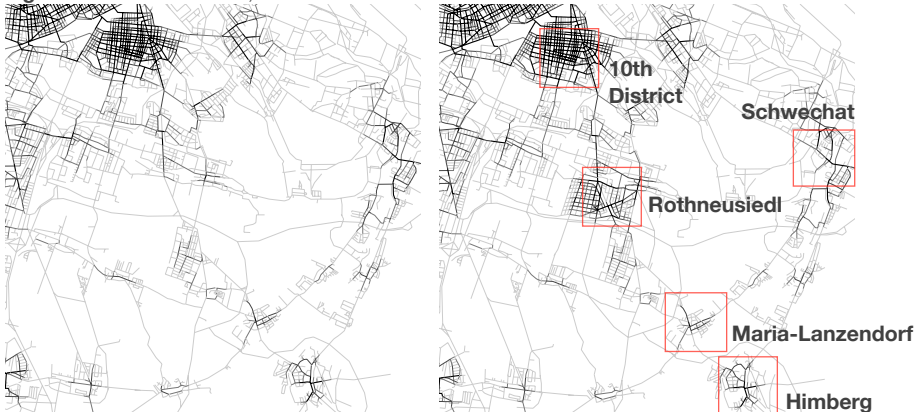 10th
District
Schwechat
Rothneusiedl
Maria-Lanzendorf
Himberg